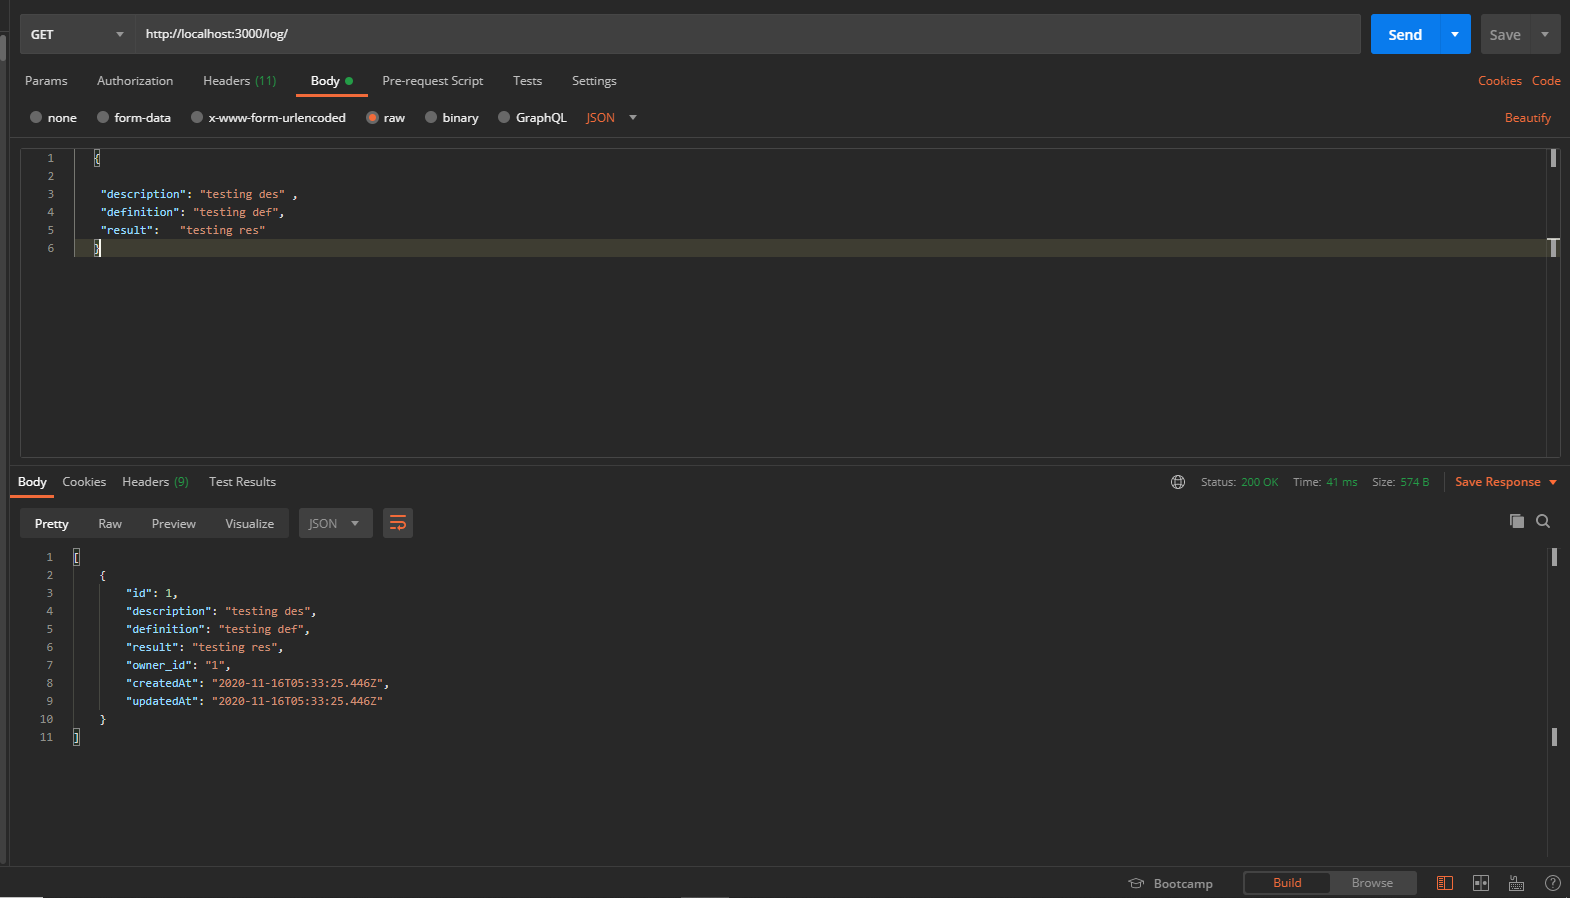 GET http://localhost:3000/log/ Send Save
Params Authorization Headers (11) Body Pre-request Script Tests Settings Cookies Code
none form-data x-www-form-urlencoded raw binary GraphQL JSON Beautify
1 {
2
3 "description": "testing des" ,
4 "definition": "testing def",
5 "result": "testing res"
6 }
Body Cookies Headers (9) Test Results Status: 200 OK Time: 41 ms Size: 574 B Save Response
Pretty Raw Preview Visualize JSON
1 [
2 {
3 "id": 1,
4 "description": "testing des",
5 "definition": "testing def",
6 "result": "testing res",
7 "owner_id": "1",
8 "createdAt": "2020-11-16T05:33:25.446Z",
9 "updatedAt": "2020-11-16T05:33:25.446Z"
10 }
11 ]
Bootcamp Build Browse